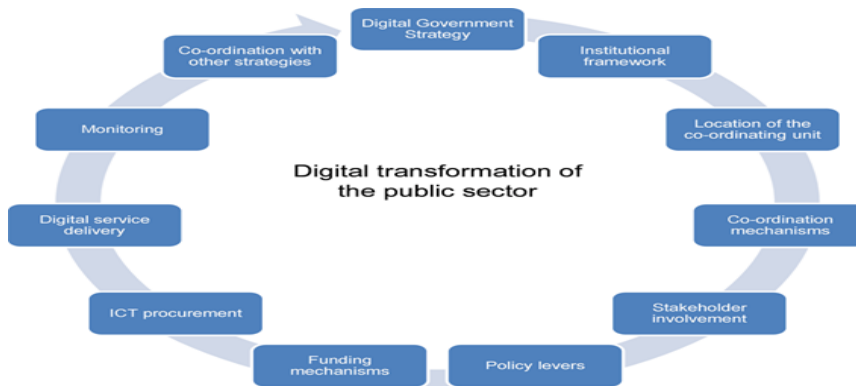 Digital Government
Strategy
Institutional
framework
Location of the
co-ordinating unit
Co-ordination
mechanisms
Stakeholder
involvement
Policy levers
Funding
mechanisms
ICT procurement
Digital service
delivery
Monitoring
Co-ordination with
other strategies
Digital transformation of
the public sector